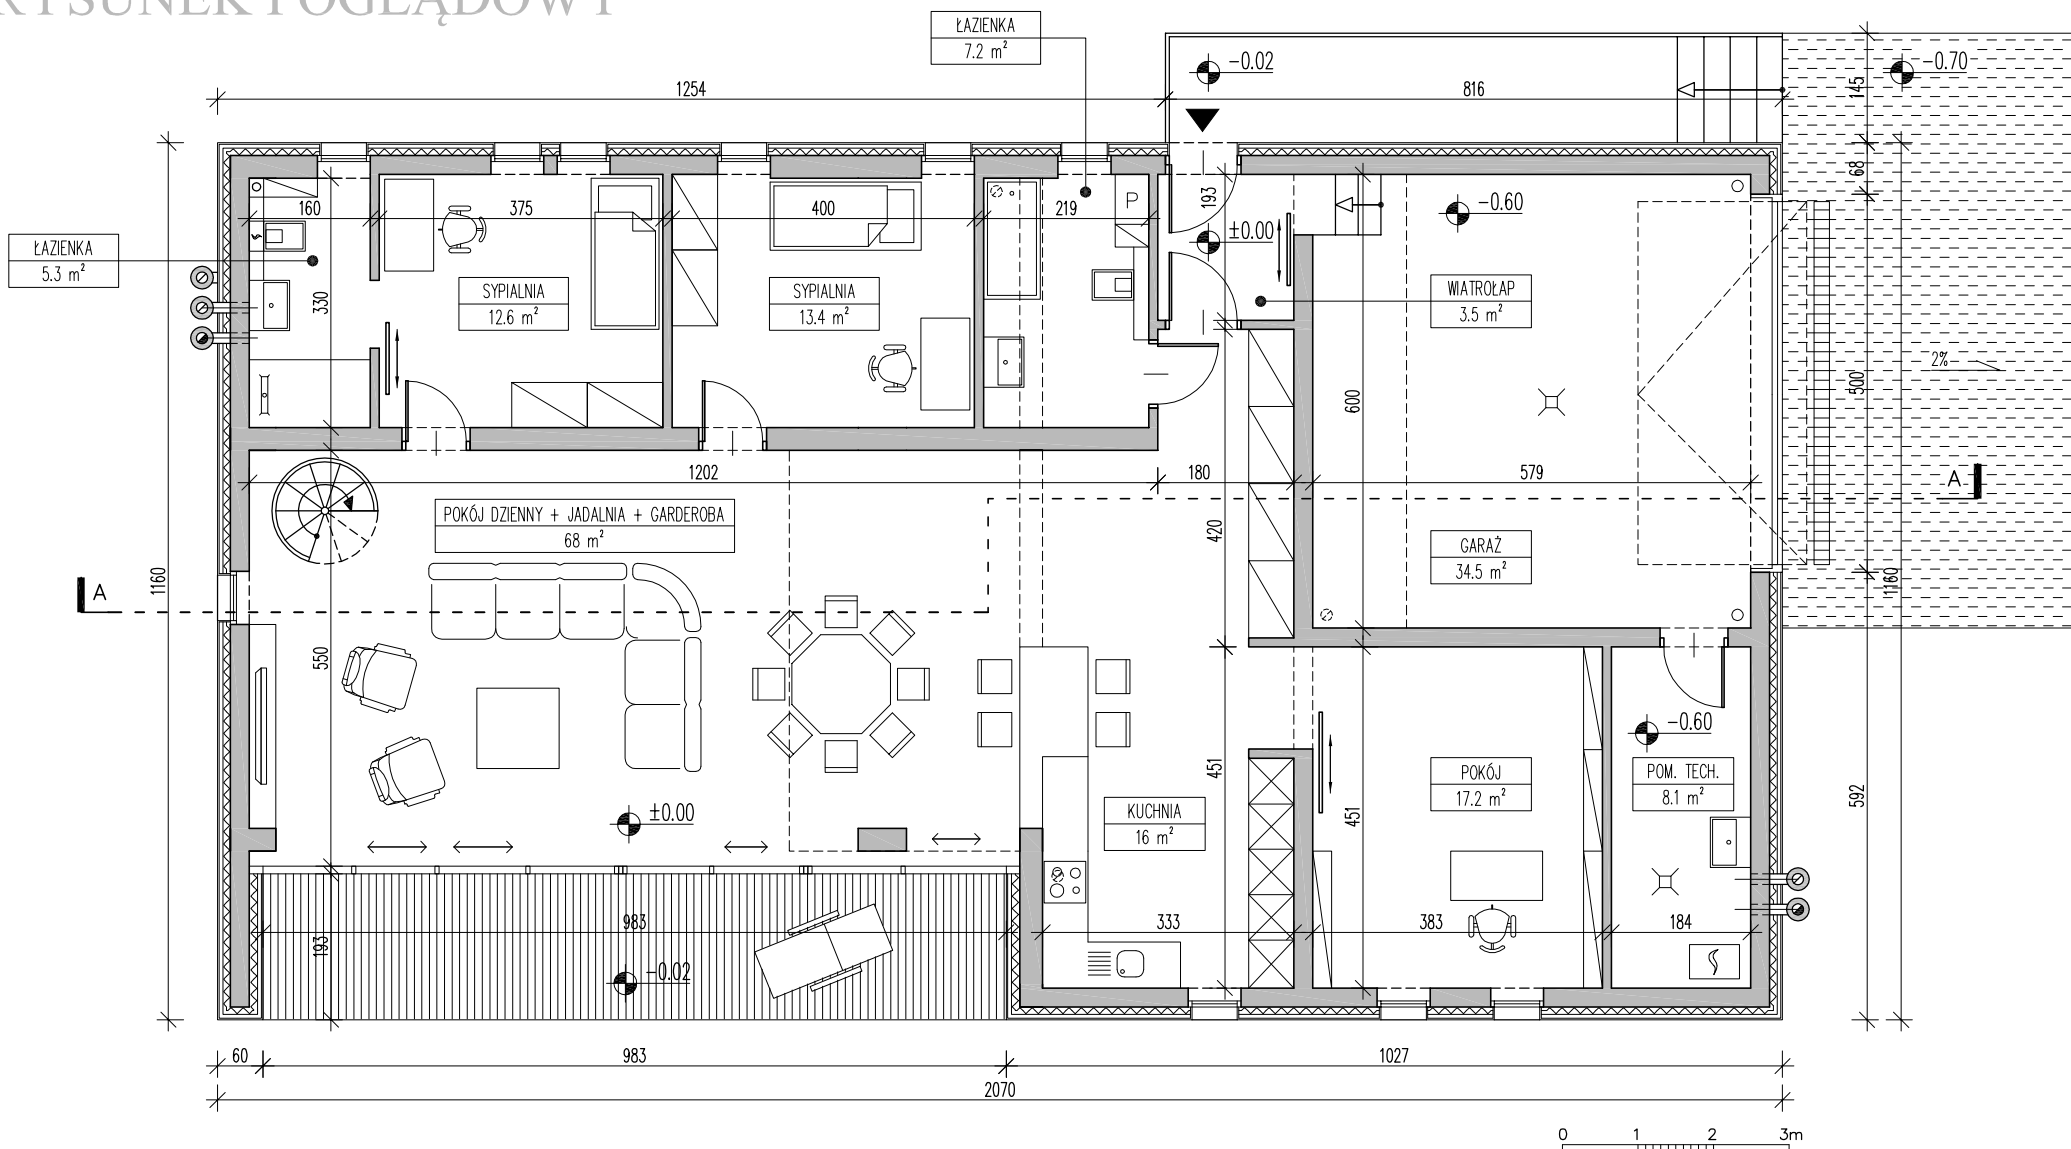 RYSUNEK POGLĄDOWY
ŁAZIENKA
7.2 m²
-0.02
-0.70
1254
816
145
68
193
160
375
400
219
P
-0.60
±0.00
ŁAZIENKA
5.3 m²
330
SYPIALNIA
12.6 m²
SYPIALNIA
13.4 m²
WIATROŁAP
3.5 m²
2%
500
600
1202
180
579
A
POKÓJ DZIENNY + JADALNIA + GARDEROBA
68 m²
420
GARAŻ
34.5 m²
1160
1160
A
550
-0.60
451
451
POKÓJ
17.2 m²
POM. TECH.
8.1 m²
592
±0.00
KUCHNIA
16 m²
983
333
383
184
193
-0.02
60
983
1027
2070
0 1 2 3m